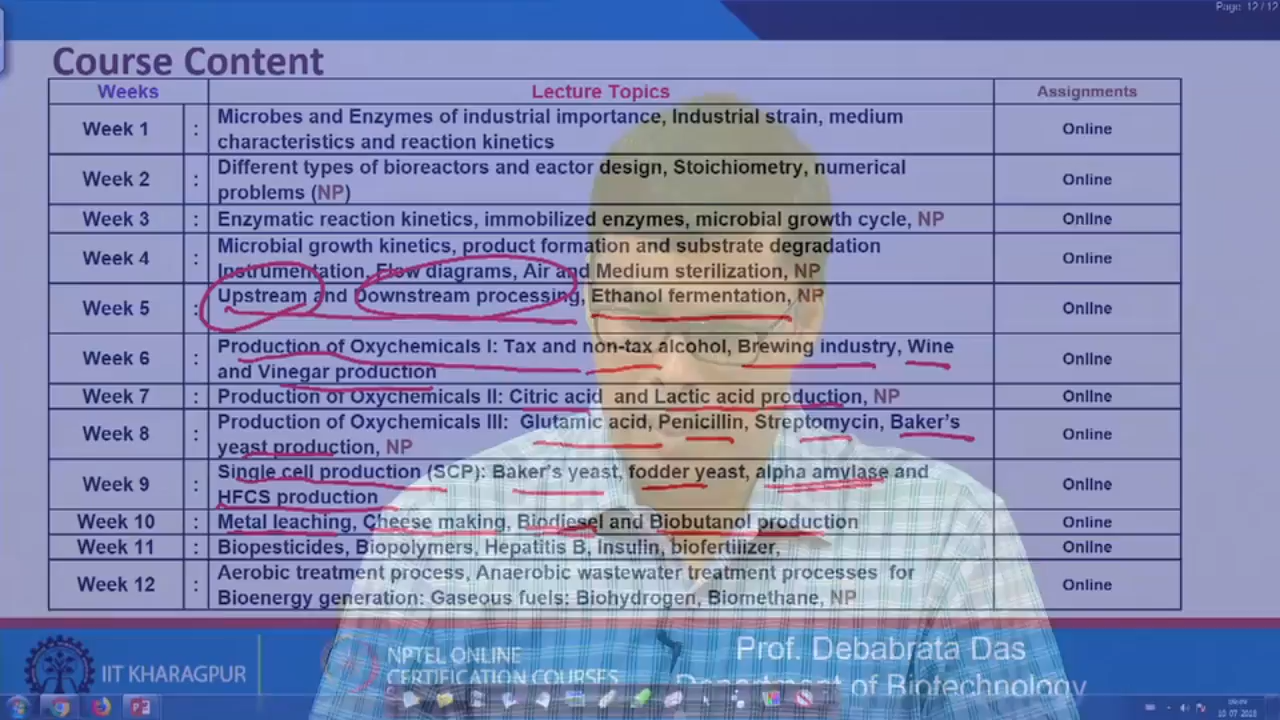 Page: 12/12
Course Content
Weeks Lecture Topics Assignments
Week 1 : Microbes and Enzymes of industrial importance, Industrial strain, medium
characteristics and reaction kinetics Online
Week 2 : Different types of bioreactors and eactor design, Stoichiometry, numerical
problems (NP) Online
Week 3 : Enzymatic reaction kinetics, immobilized enzymes, microbial growth cycle, NP Online
Week 4 : Microbial growth kinetics, product formation and substrate degradation
Instrumentation, Flow diagrams, Air and Medium sterilization, NP Online
Week 5 : Upstream and Downstream processing, Ethanol fermentation, NP Online
Week 6 : Production of Oxychemicals I: Tax and non-tax alcohol, Brewing industry, Wine
and Vinegar production Online
Week 7 : Production of Oxychemicals II: Citric acid and Lactic acid production, NP Online
Week 8 : Production of Oxychemicals III: Glutamic acid, Penicillin, Streptomycin, Baker's
yeast production, NP Online
Week 9 : Single cell production (SCP): Baker's yeast, fodder yeast, alpha amylase and
HFCS production Online
Week 10 : Metal leaching, Cheese making, Biodiesel and Biobutanol production Online
Week 11 : Biopesticides, Biopolymers, Hepatitis B, Insulin, biofertilizer, Online
Week 12 : Aerobic treatment process, Anaerobic wastewater treatment processes for
Bioenergy generation: Gaseous fuels: Biohydrogen, Biomethane, NP Online
IIT KHARAGPUR
NPTEL ONLINE
CERTIFICATION COURSES
Prof. Debabrata Das
Department of Biotechnology
10-07-2018